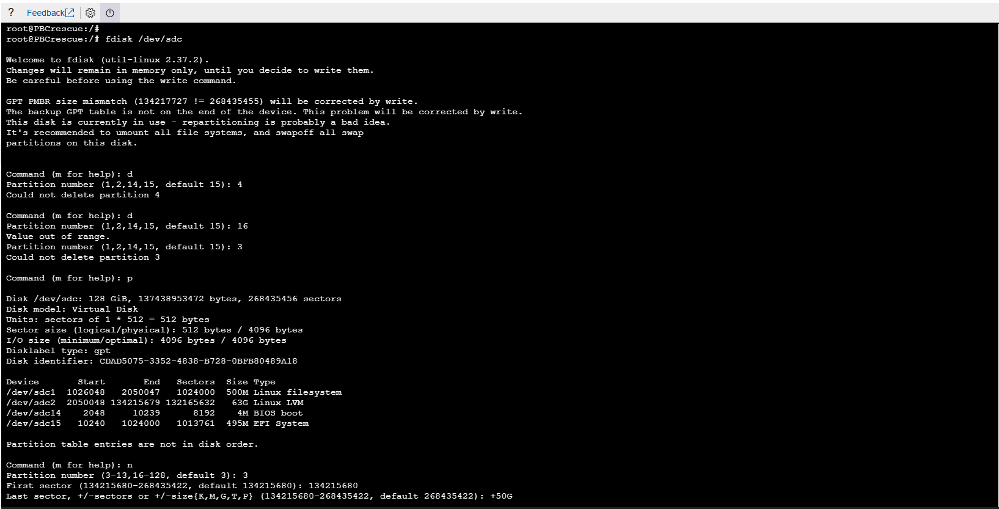 ? Feedback
root@PBCrescue:/#
root@PBCrescue:/# fdisk /dev/sdc
Welcome to fdisk (util-linux 2.37.2).
Changes will remain in memory only, until you decide to write them.
Be careful before using the write command.
GPT PMBR size mismatch (134217727 != 268435455) will be corrected by write.
The backup GPT table is not on the end of the device. This problem will be corrected by write.
This disk is currently in use - repartitioning is probably a bad idea.
It's recommended to umount all file systems, and swapoff all swap
partitions on this disk.
Command (m for help): d
Partition number (1,2,14,15, default 15): 4
Could not delete partition 4
Command (m for help): d
Partition number (1,2,14,15, default 15): 16
Value out of range.
Partition number (1,2,14,15, default 15): 3
Could not delete partition 3
Command (m for help): p
Disk /dev/sdc: 128 GiB, 137438953472 bytes, 268435456 sectors
Disk model: Virtual Disk
Units: sectors of 1 * 512 = 512 bytes
Sector size (logical/physical): 512 bytes / 4096 bytes
I/O size (minimum/optimal): 4096 bytes / 4096 bytes
Disklabel type: gpt
Disk identifier: CDAD5075-3352-4838-B728-0BFB80489A18
Device Start End Sectors Size Type
/dev/sdc1 1026048 2050047 1024000 500M Linux filesystem
/dev/sdc2 2050048 134215679 132165632 63G Linux LVM
/dev/sdc14 2048 10239 8192 4M BIOS boot
/dev/sdc15 10240 1024000 1013761 495M EFI System
Partition table entries are not in disk order.
Command (m for help): n
Partition number (3-13,16-128, default 3): 3
First sector (134215680-268435422, default 134215680): 134215680
Last sector, +/-sectors or +/-size{K,M,G,T,P} (134215680-268435422, default 268435422): +50G